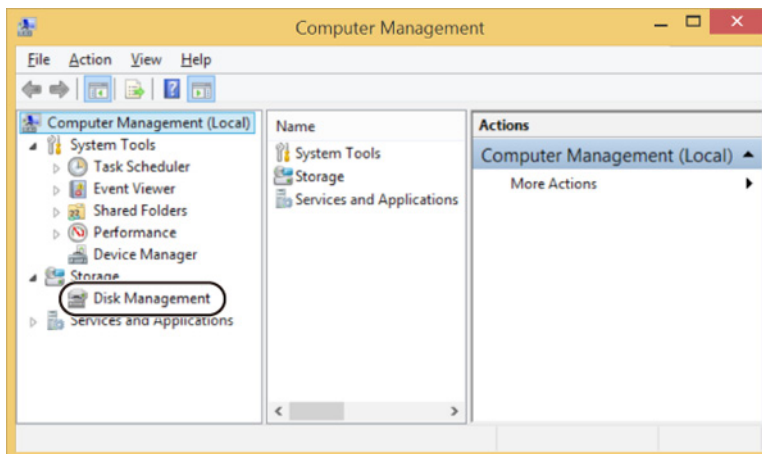 Computer Management
File Action View Help
Computer Management (Local)
System Tools
Task Scheduler
Event Viewer
Shared Folders
Performance
Device Manager
Storage
Disk Management
Services and Applications
Name
System Tools
Storage
Services and Applications
Actions
Computer Management (Local)
More Actions